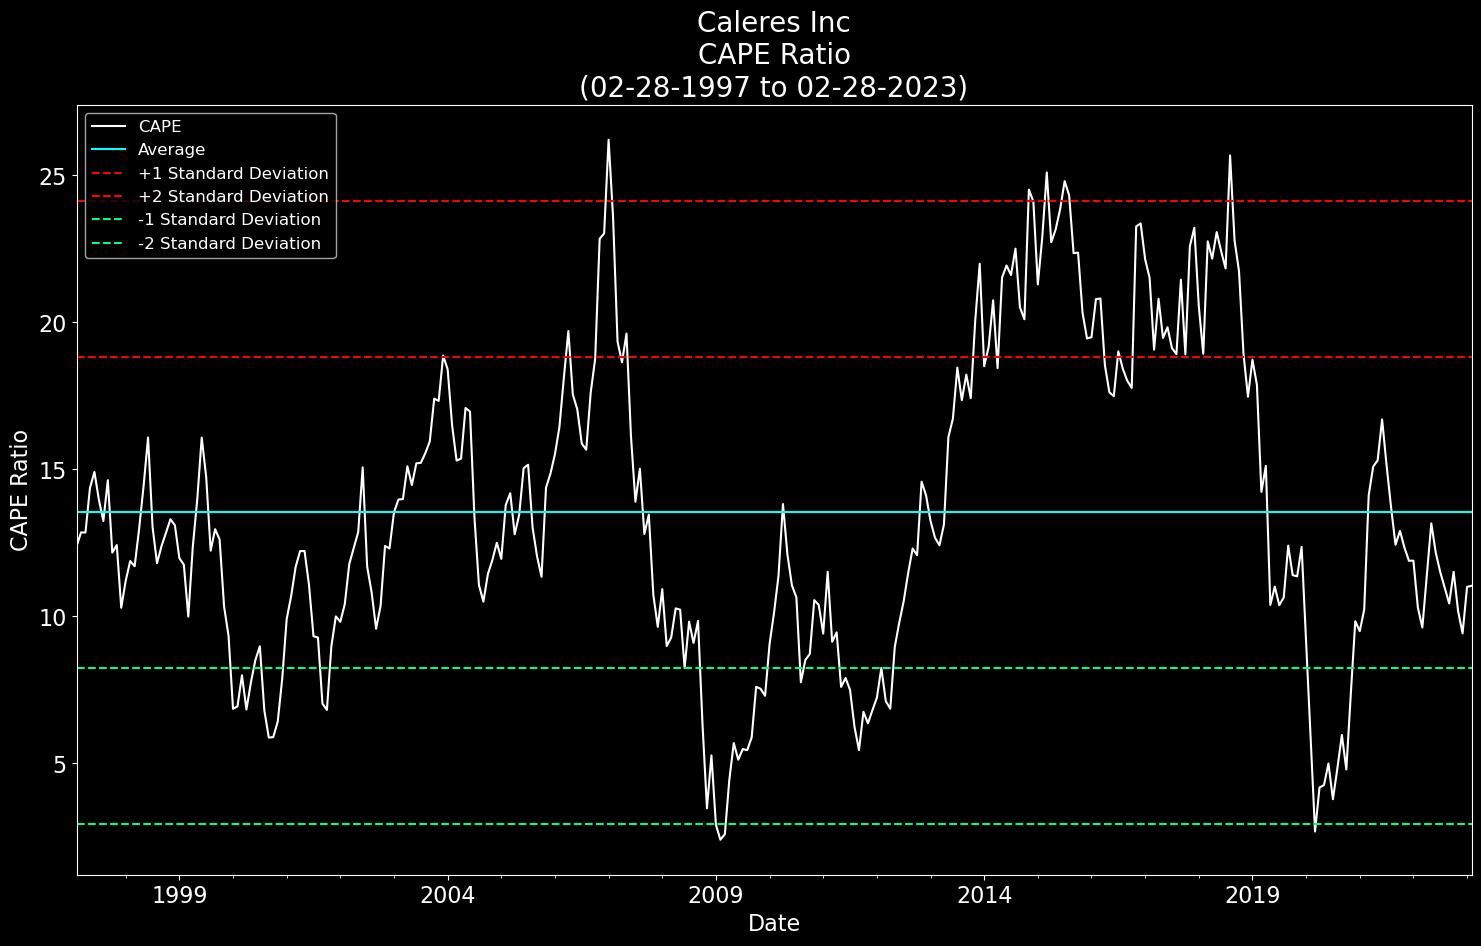 Caleres Inc
CAPE Ratio
(02-28-1997 to 02-28-2023)
CAPE
Average
+1 Standard Deviation
+2 Standard Deviation
-1 Standard Deviation
-2 Standard Deviation
25
20
15
10
5
CAPE Ratio
1999
2004
2009
2014
2019
Date